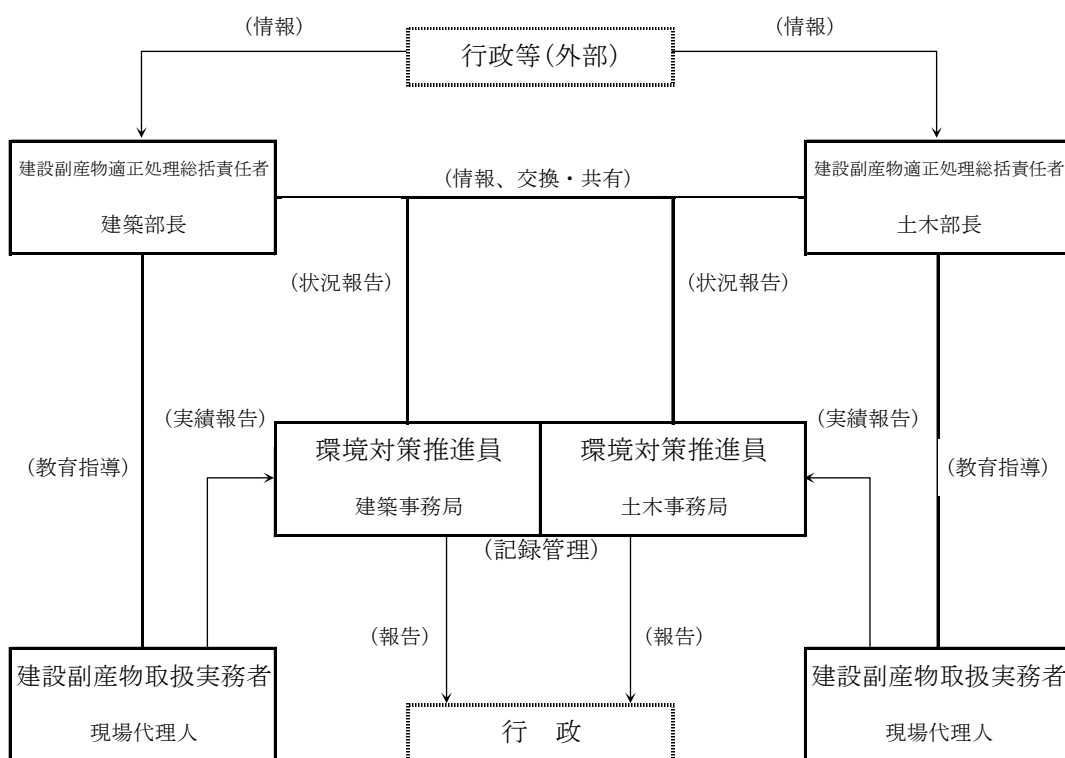 (情報)
(情報)
行政等(外部)
建設副産物適正処理総括責任者
建築部長
(情報、交換・共有)
建設副産物適正処理総括責任者
土木部長
(状況報告)
(状況報告)
(実績報告)
(実績報告)
(教育指導)
(教育指導)
環境対策推進員
建築事務局
環境対策推進員
土木事務局
(記録管理)
(報告)
(報告)
建設副産物取扱実務者
現場代理人
行 政
建設副産物取扱実務者
現場代理人